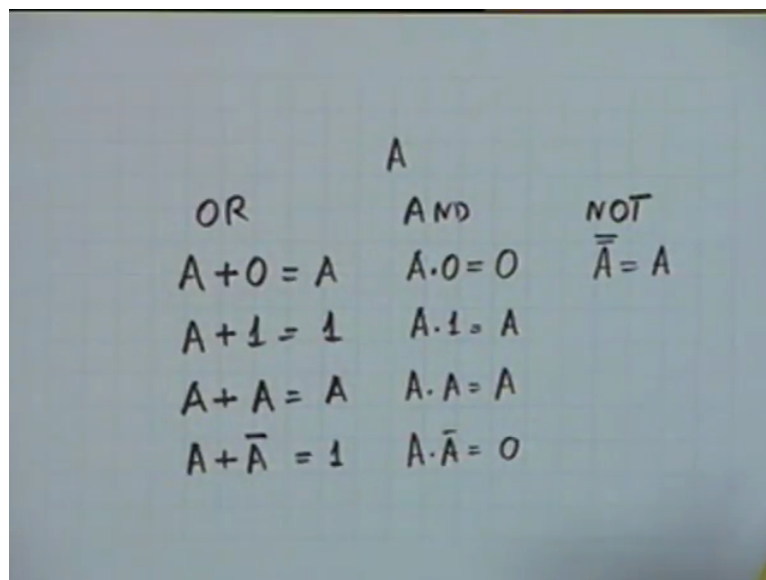 A
OR AND NOT
A+0=A A·0=0 A̿=A
A+1=1 A·1=A
A+A=A A·A=A
A+Ā=1 A·Ā=0